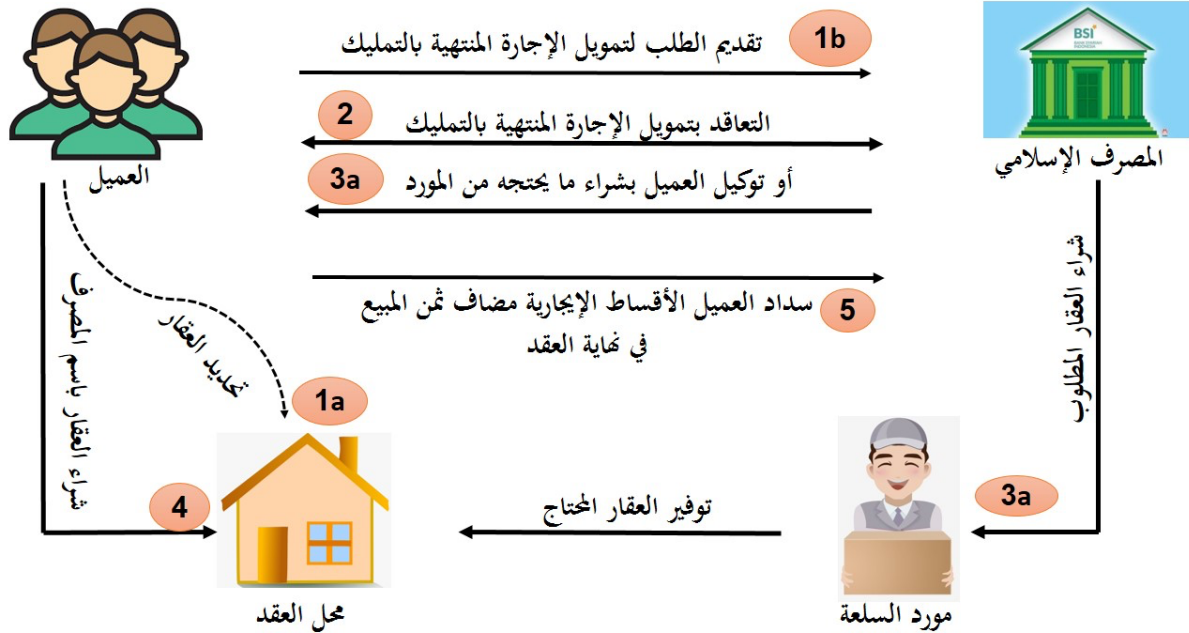 تقديم الطلب لتمويل الإجارة المنتهية بالتمليك
1b
BSI
التعاقد بتمويل الإجارة المنتهية بالتمليك
2
أو توكيل العميل بشراء ما يحتجه من المورد
3a
العميل
المصرف الإسلامي
شراء العقار المطلوب
سداد العميل الأقساط الإيجارية مضاف ثمن المبيع
في نهاية العقد
5
تحديد العقار
شراء العقار باسم المصرف
1a
4
توفير العقار المحتاج
3a
محل العقد
مورد السلعة